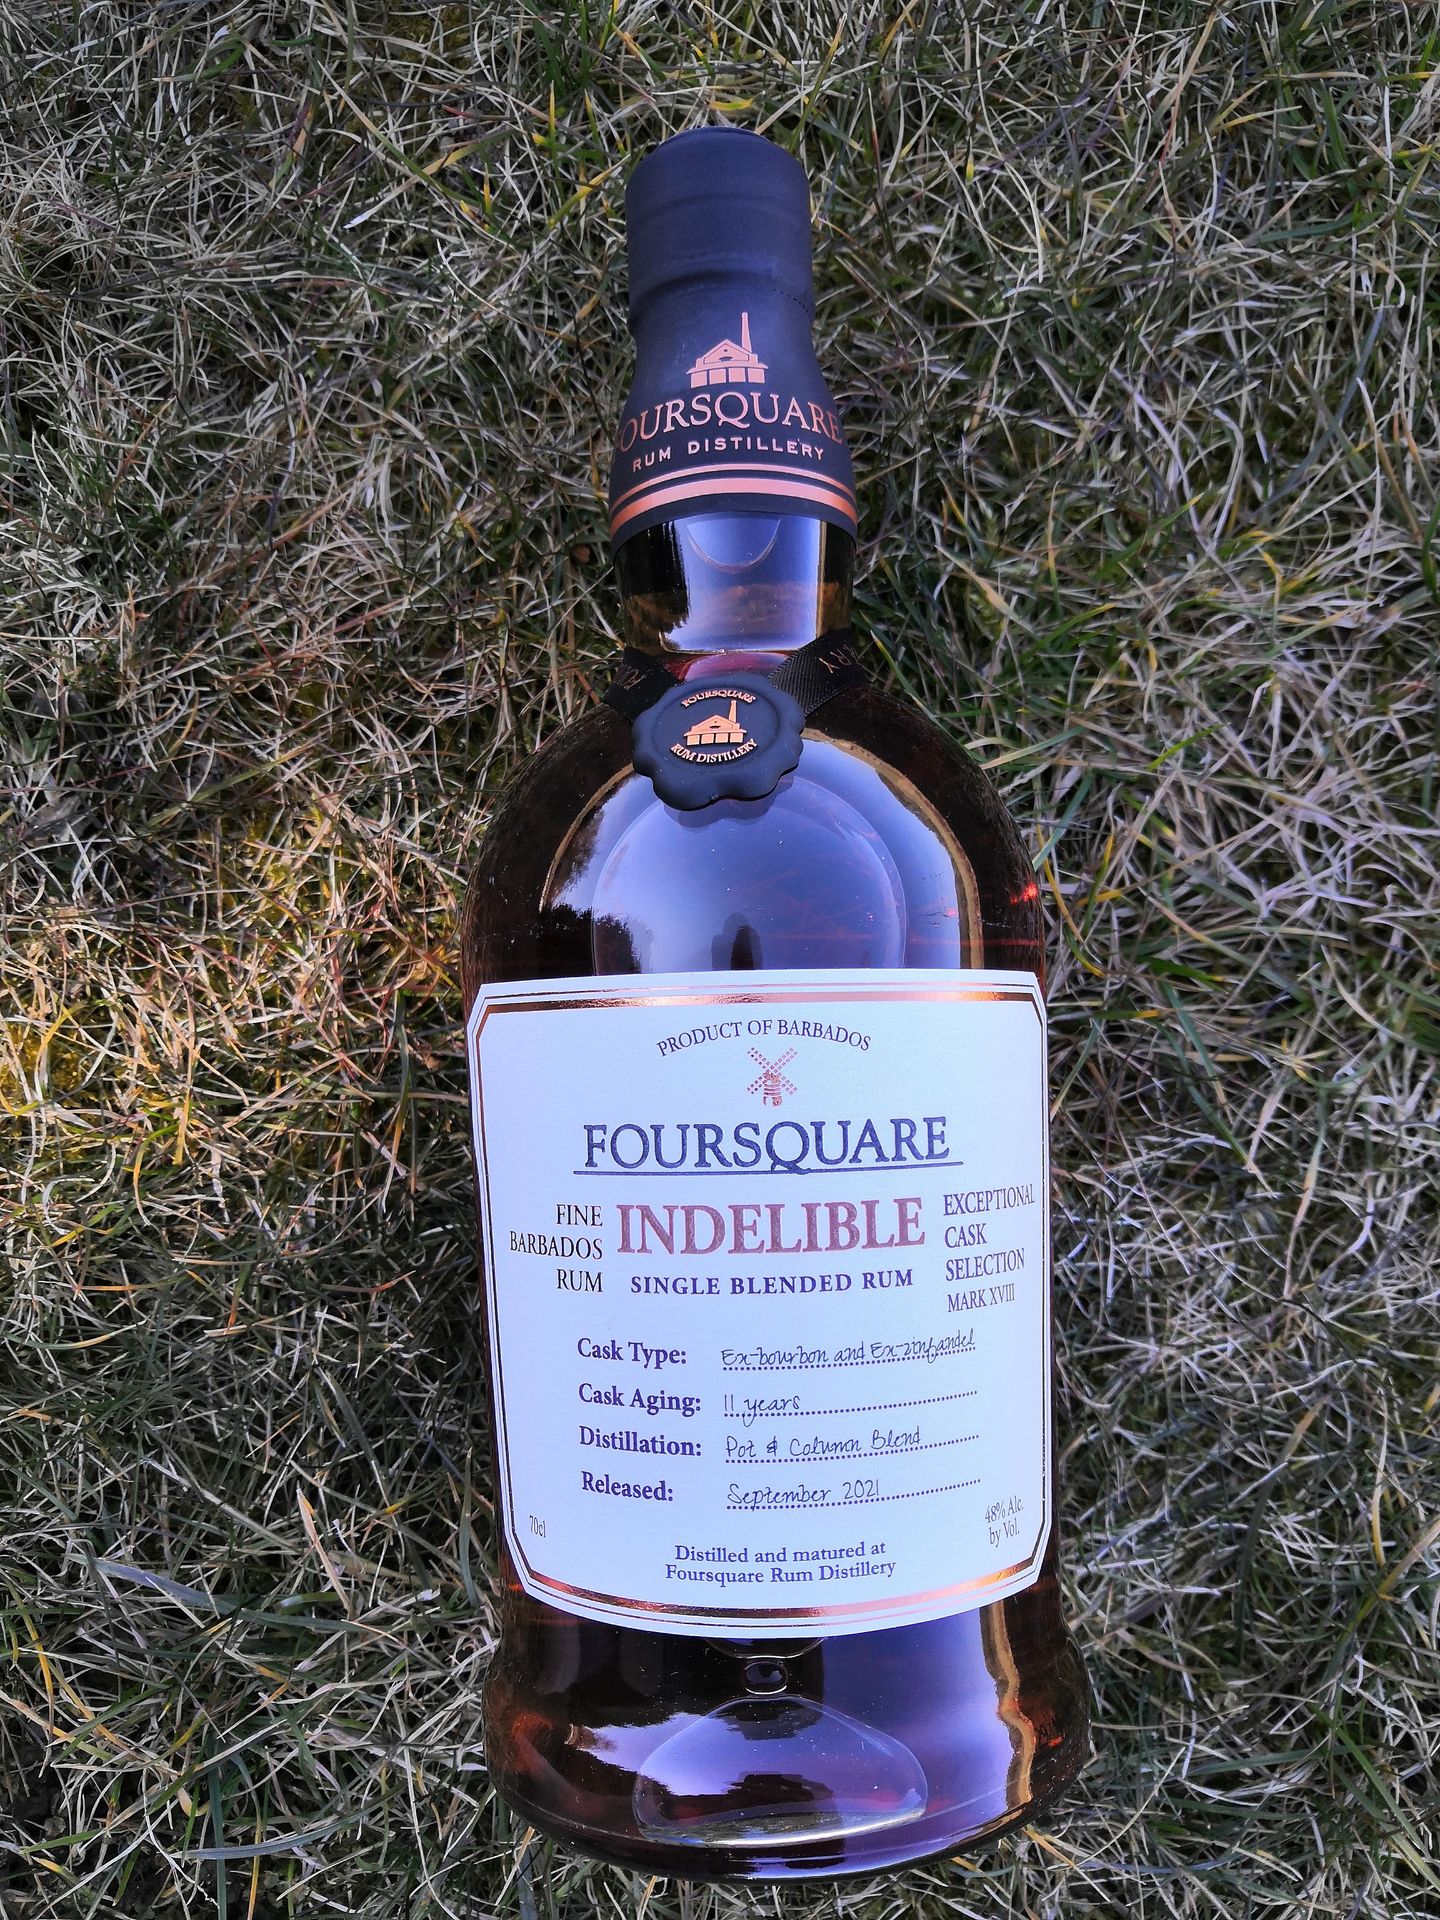 OURSQUARE
RUM DISTILLERY
FOURSQUARE
RUM DISTILLERY
PRODUCT OF BARBADOS
FOURSQUARE
FINE
BARBADOS
RUM
INDELIBLE
SINGLE BLENDED RUM
EXCEPTIONAL
CASK
SELECTION
MARK XVIII
Cask Type: Ex-bourbon and Ex-zinfandel
Cask Aging: 11 years
Distillation: Pot & Column Blend
Released: September 2021
70cl
48% Alc.
by Vol.
Distilled and matured at
Foursquare Rum Distillery